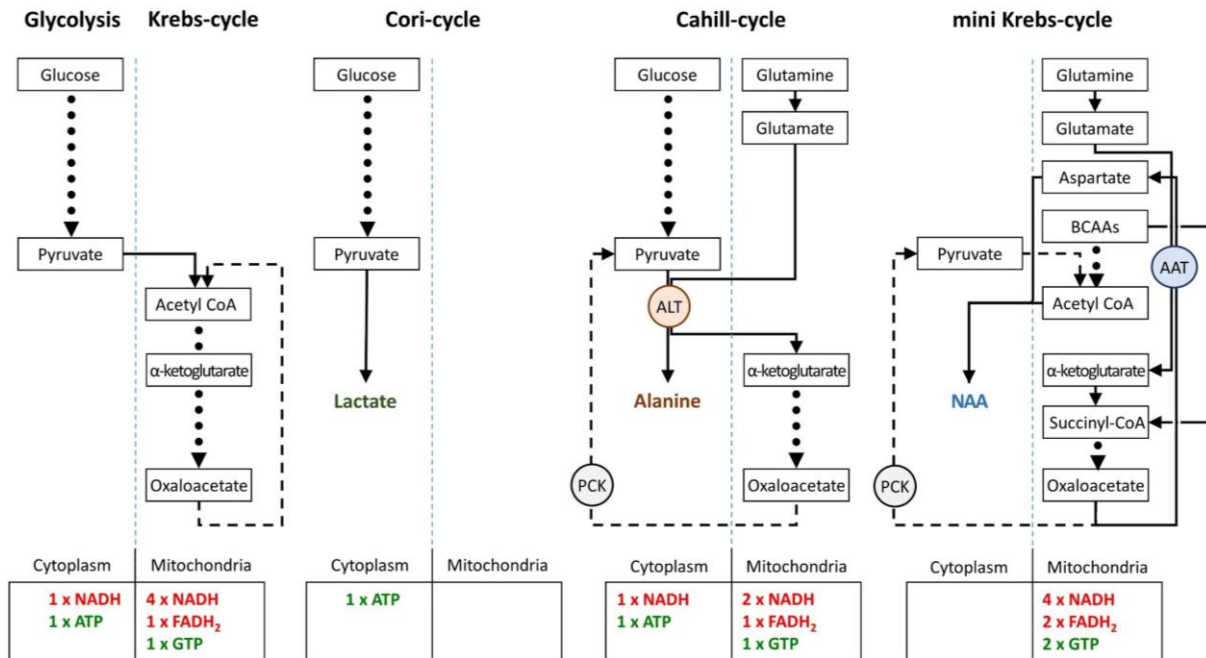 Glycolysis Krebs-cycle
Glucose
Pyruvate
Acetyl CoA
α-ketoglutarate
Oxaloacetate
Cytoplasm Mitochondria
1 x NADH 4 x NADH
1 x ATP 1 x FADH₂
1 x GTP
Cori-cycle
Glucose
Pyruvate
Lactate
Cytoplasm Mitochondria
1 x ATP
Cahill-cycle
Glucose Glutamine
Glutamate
Pyruvate
ALT
α-ketoglutarate
Alanine
PCK Oxaloacetate
Cytoplasm Mitochondria
1 x NADH 2 x NADH
1 x ATP 1 x FADH₂
1 x GTP
mini Krebs-cycle
Glutamine
Glutamate
Aspartate
BCAAs
Pyruvate AAT
Acetyl CoA
α-ketoglutarate
NAA
Succinyl-CoA
PCK Oxaloacetate
Cytoplasm Mitochondria
4 x NADH
2 x FADH₂
2 x GTP